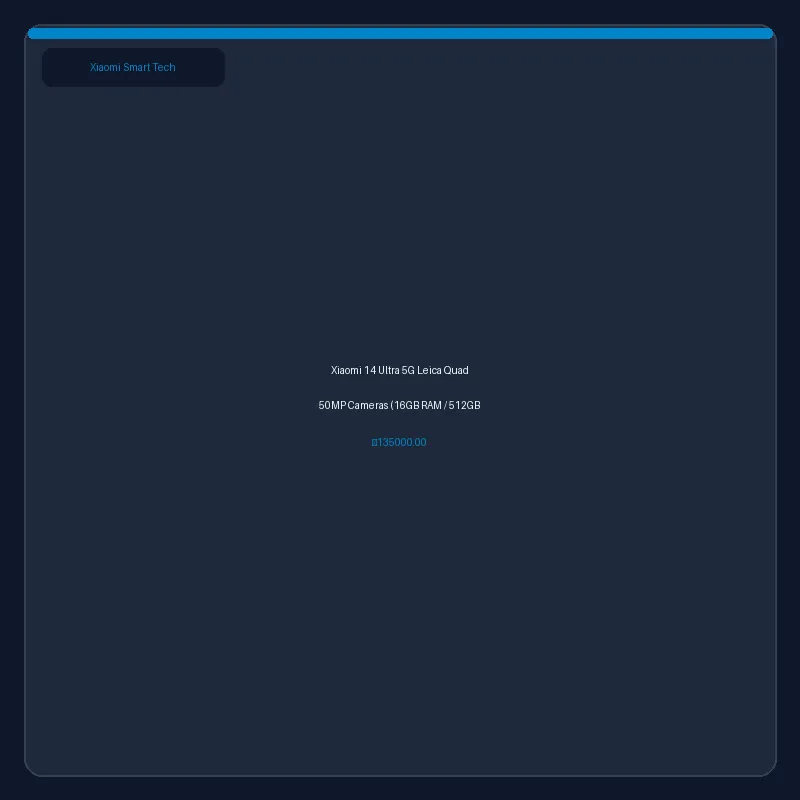 Xiaomi Smart Tech
Xiaomi 14 Ultra 5G Leica Quad
50MP Cameras (16GB RAM / 512GB
135000.00